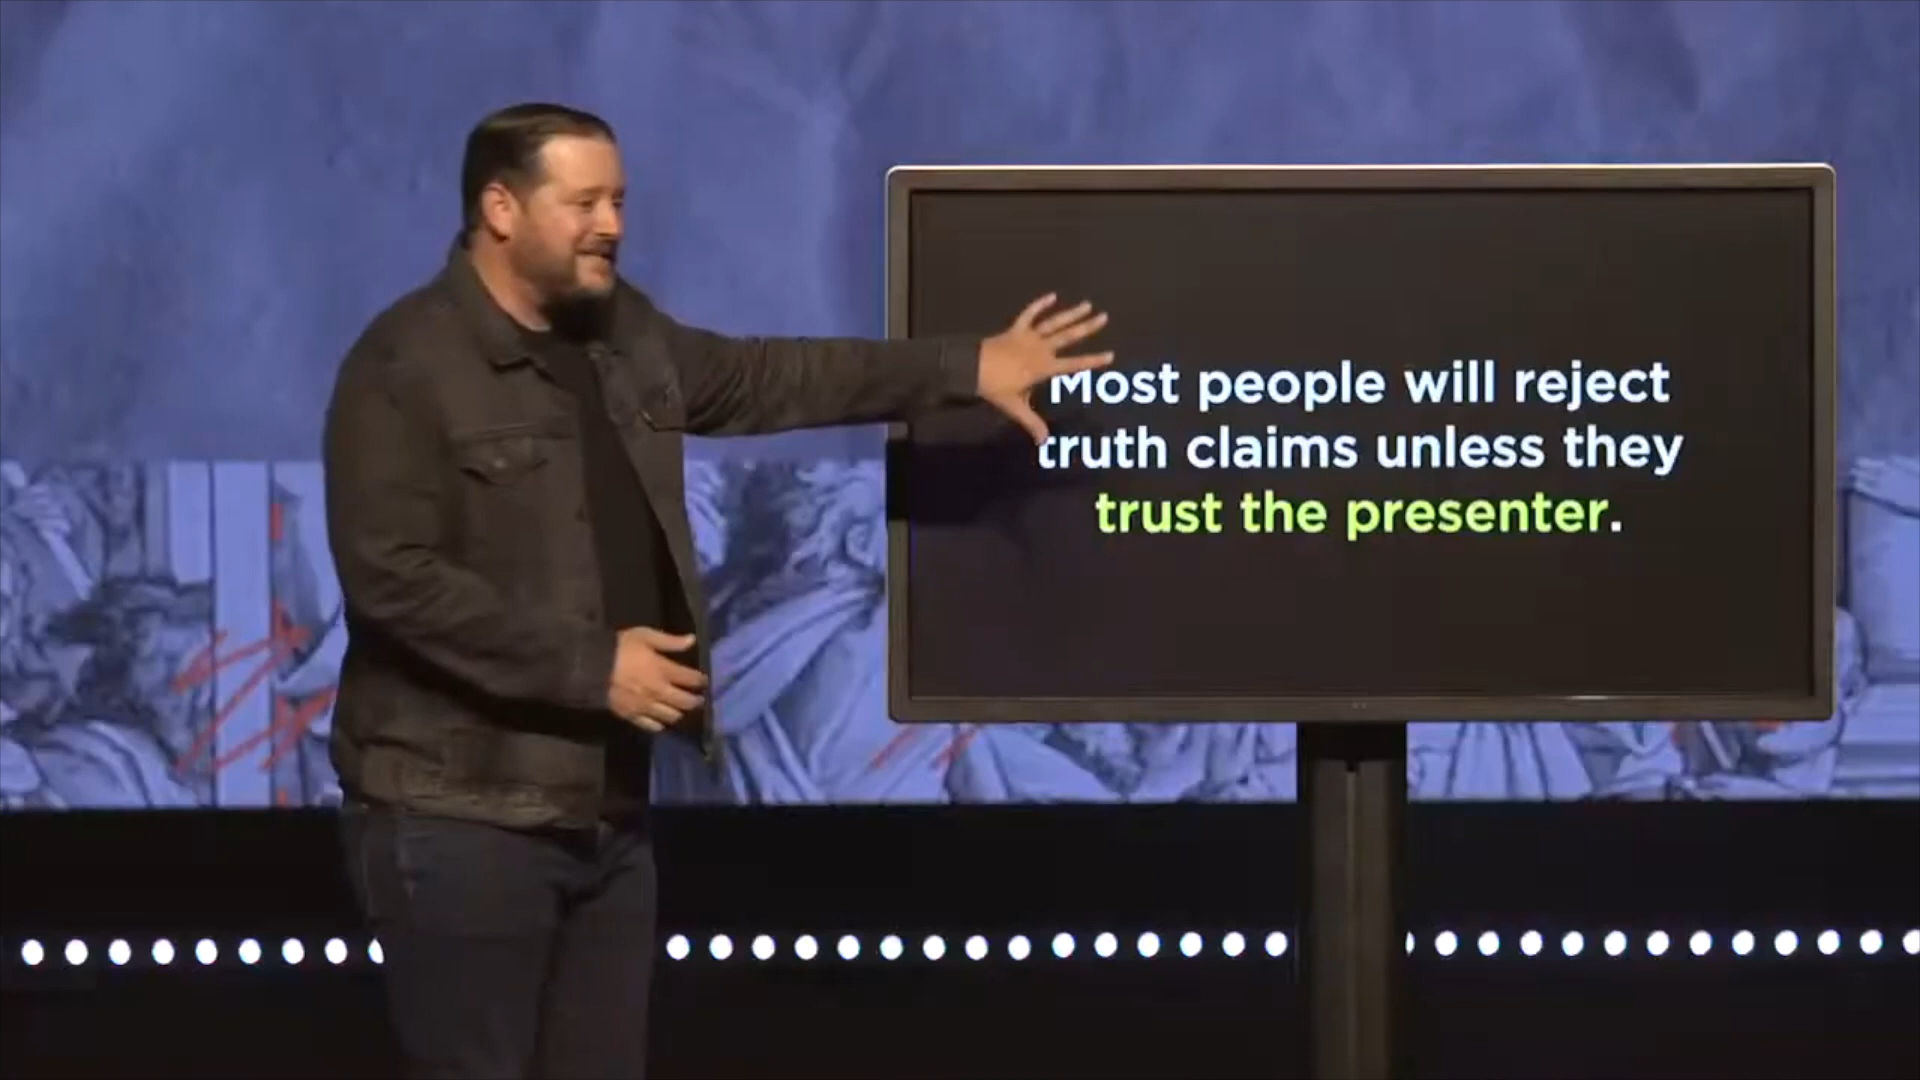 Most people will reject
truth claims unless they
trust the presenter.